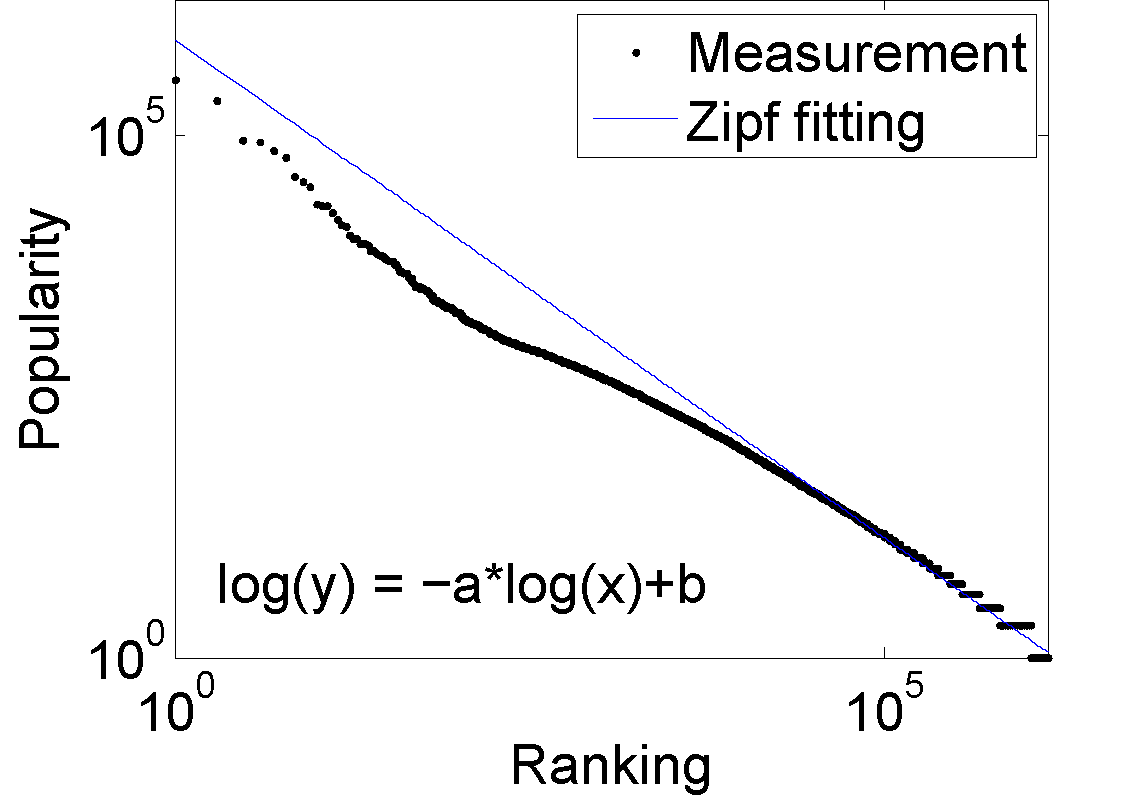 Measurement
Zipf fitting
10^5
Popularity
log(y) = −a*log(x)+b
10^0
10^0
10^5
Ranking